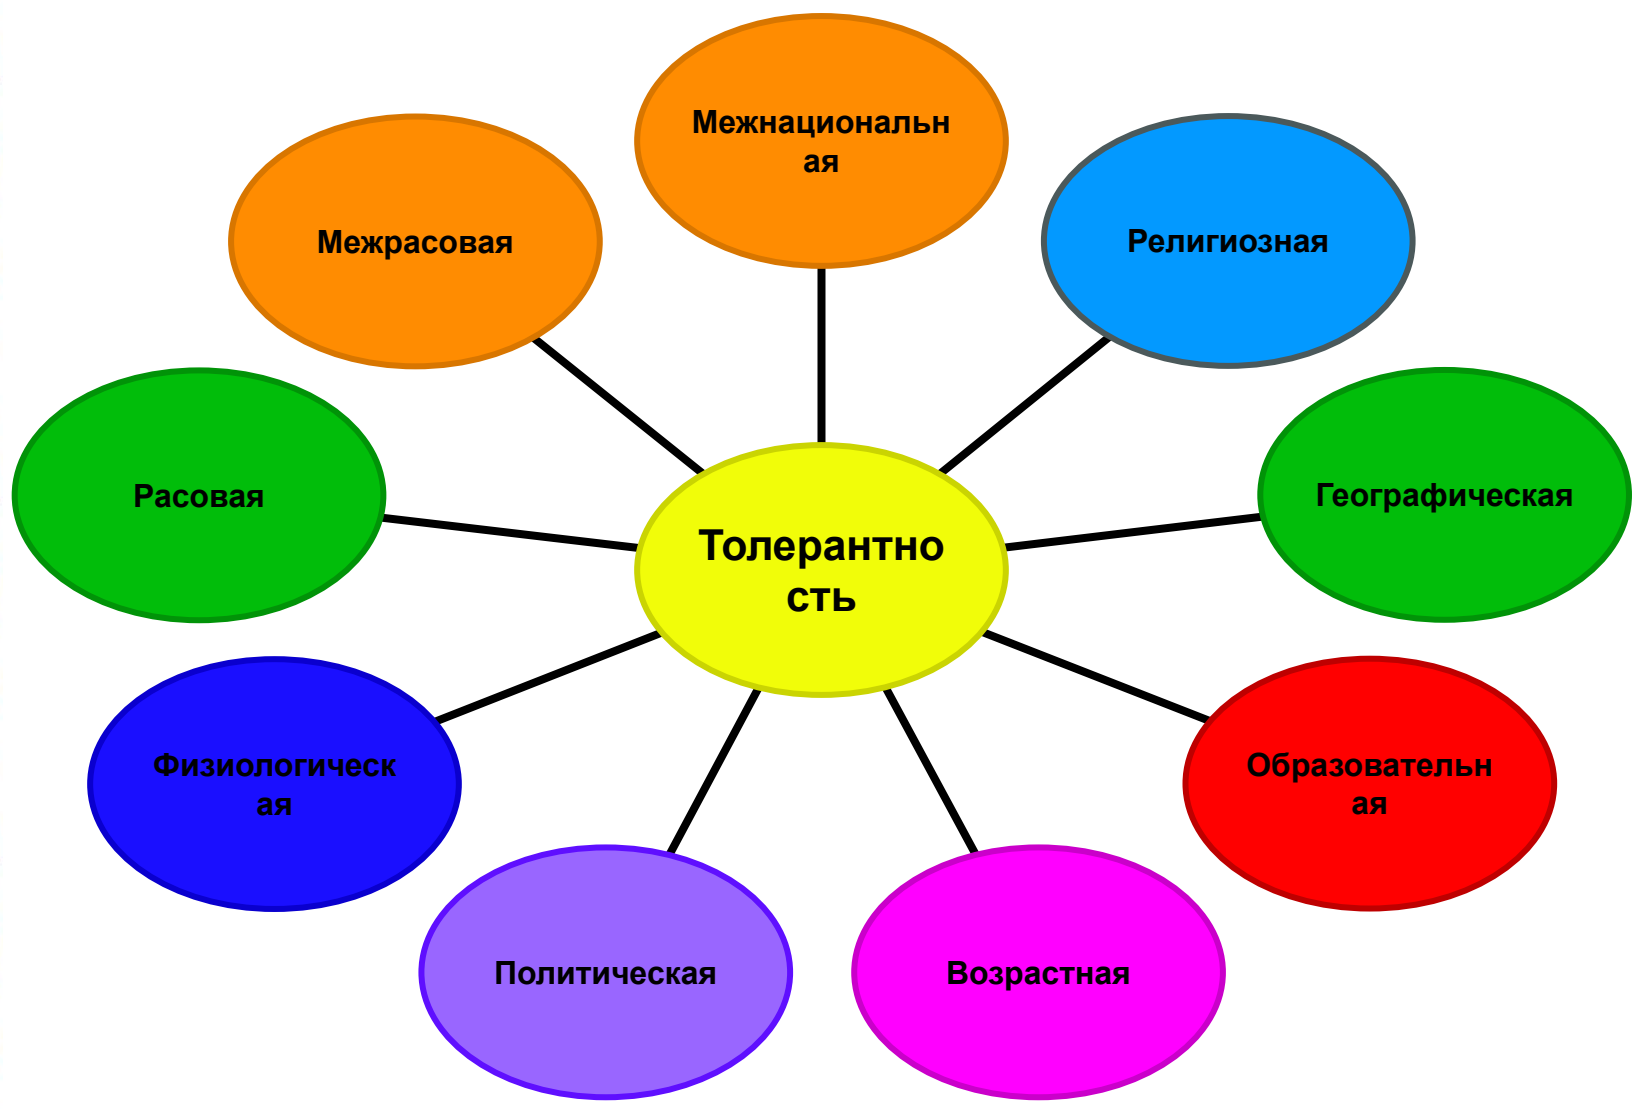 Межнациональн
ая
Межрасовая
Религиозная
Расовая
Географическая
Толерантно
сть
Физиологическ
ая
Образовательн
ая
Политическая
Возрастная